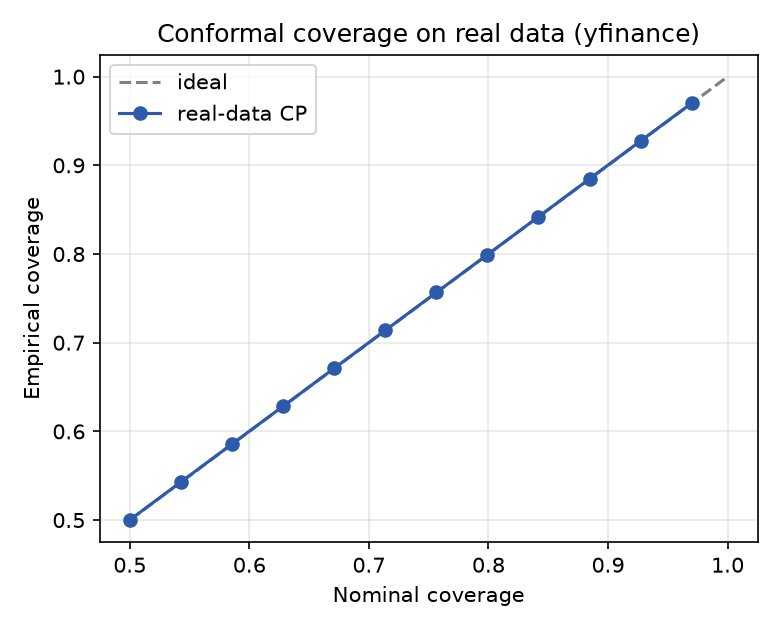 Conformal coverage on real data (yfinance)
ideal
real-data CP
1.0
0.9
0.8
0.7
0.6
0.5
Empirical coverage
0.5 0.6 0.7 0.8 0.9 1.0
Nominal coverage